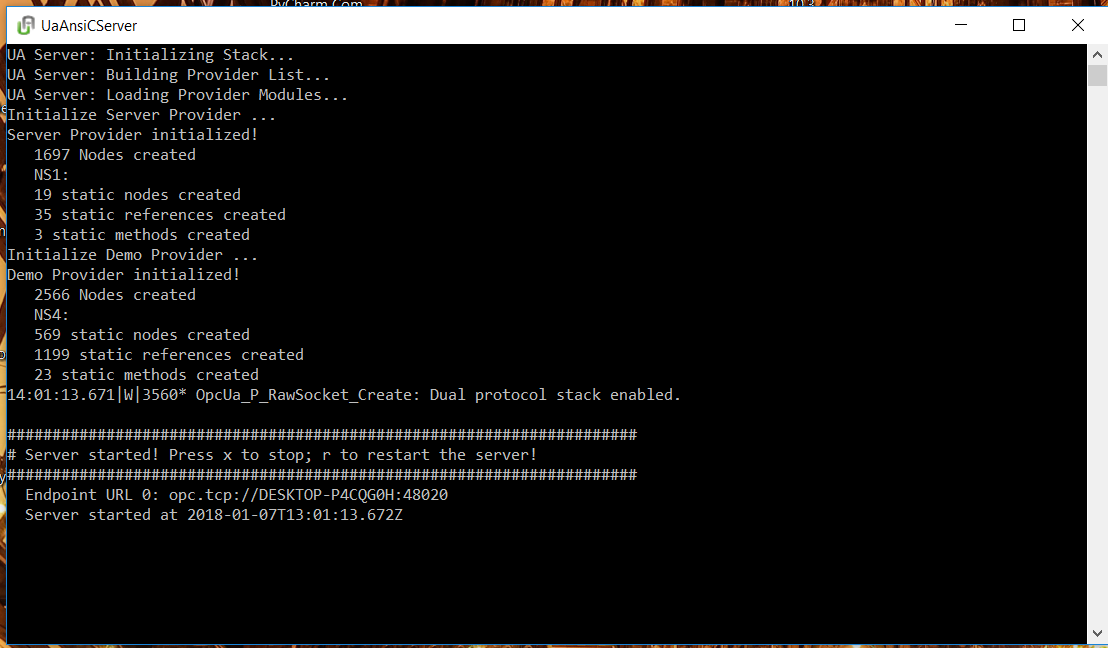 PyCharm Com
UaAnsiCServer
UA Server: Initializing Stack...
UA Server: Building Provider List...
UA Server: Loading Provider Modules...
Initialize Server Provider ...
Server Provider initialized!
1697 Nodes created
NS1:
19 static nodes created
35 static references created
3 static methods created
Initialize Demo Provider ...
Demo Provider initialized!
2566 Nodes created
NS4:
569 static nodes created
1199 static references created
23 static methods created
14:01:13.671|W|3560* OpcUa_P_RawSocket_Create: Dual protocol stack enabled.
######################################################################
# Server started! Press x to stop; r to restart the server!
######################################################################
Endpoint URL 0: opc.tcp://DESKTOP-P4CQG0H:48020
Server started at 2018-01-07T13:01:13.672Z